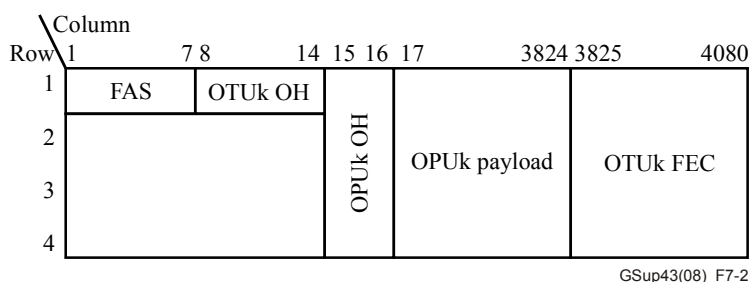 Column
Row 1 7 8 14 15 16 17 3824 3825 4080
1 FAS OTUk OH
2
3
4
OPUk OH
OPUk payload
OTUk FEC
GSup43(08)_F7-2